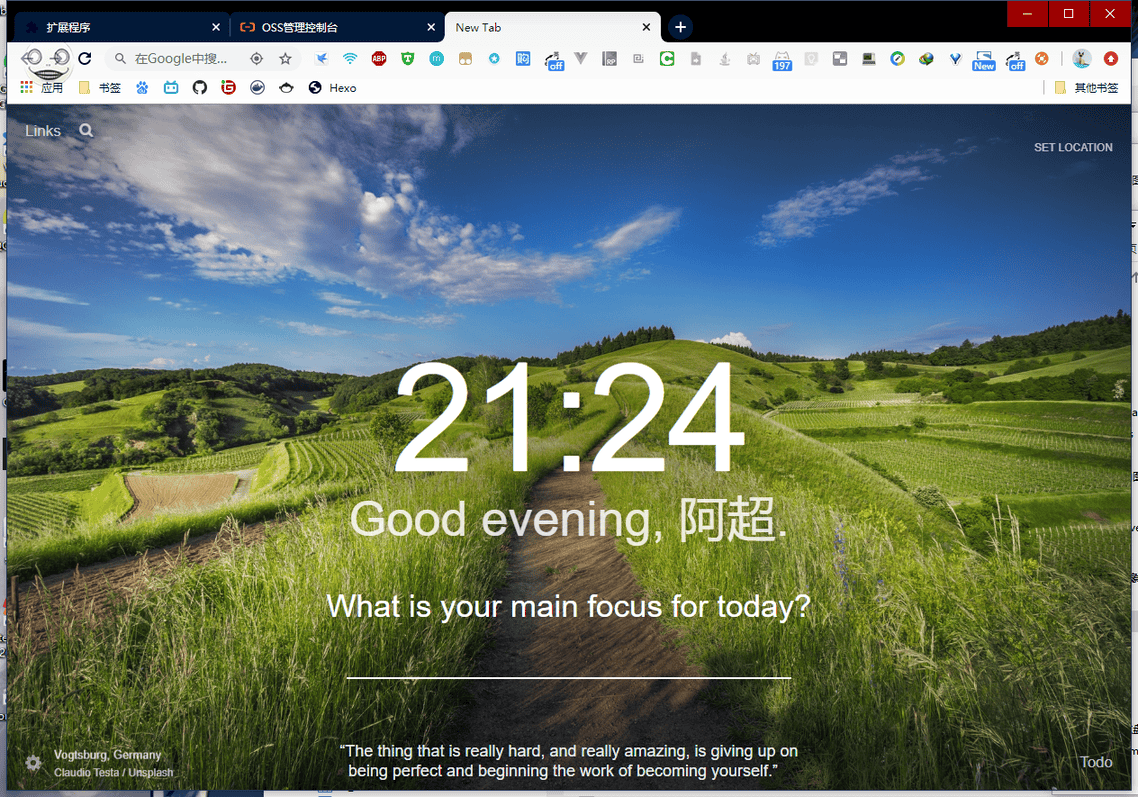 扩展程序
OSS管理控制台
New Tab
在Google中搜...
ABP
RP
off
197
New
off
应用
书签
Hexo
其他书签
Links
SET LOCATION
21:24
Good evening, 阿超.
What is your main focus for today?
“The thing that is really hard, and really amazing, is giving up on
being perfect and beginning the work of becoming yourself.”
Vogtsburg, Germany
Claudio Testa / Unsplash
Todo